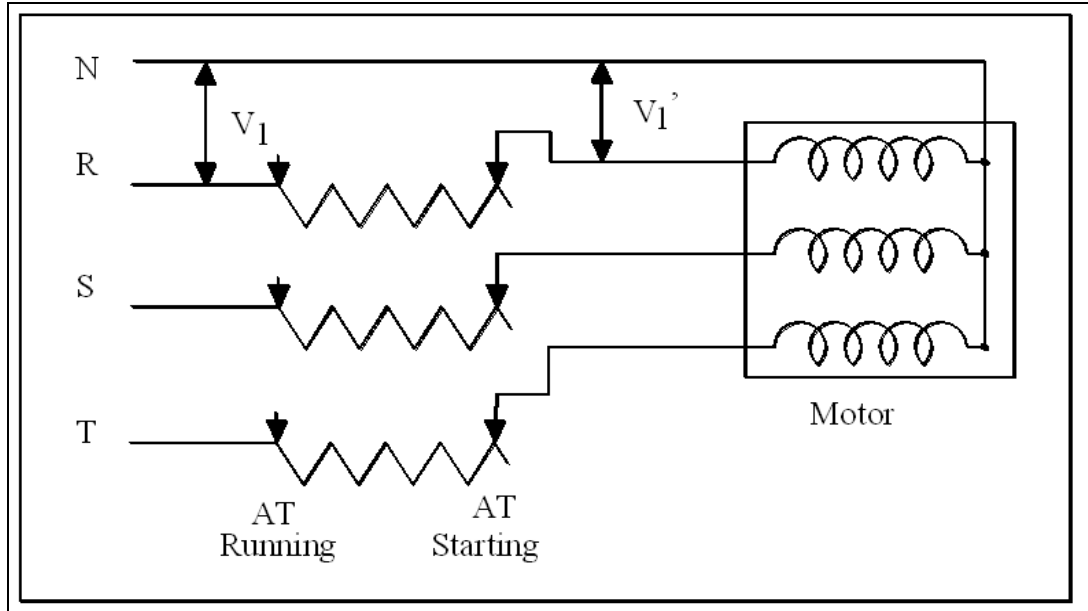 N
V1
V1’
R
S
T
Motor
AT
Running
AT
Starting